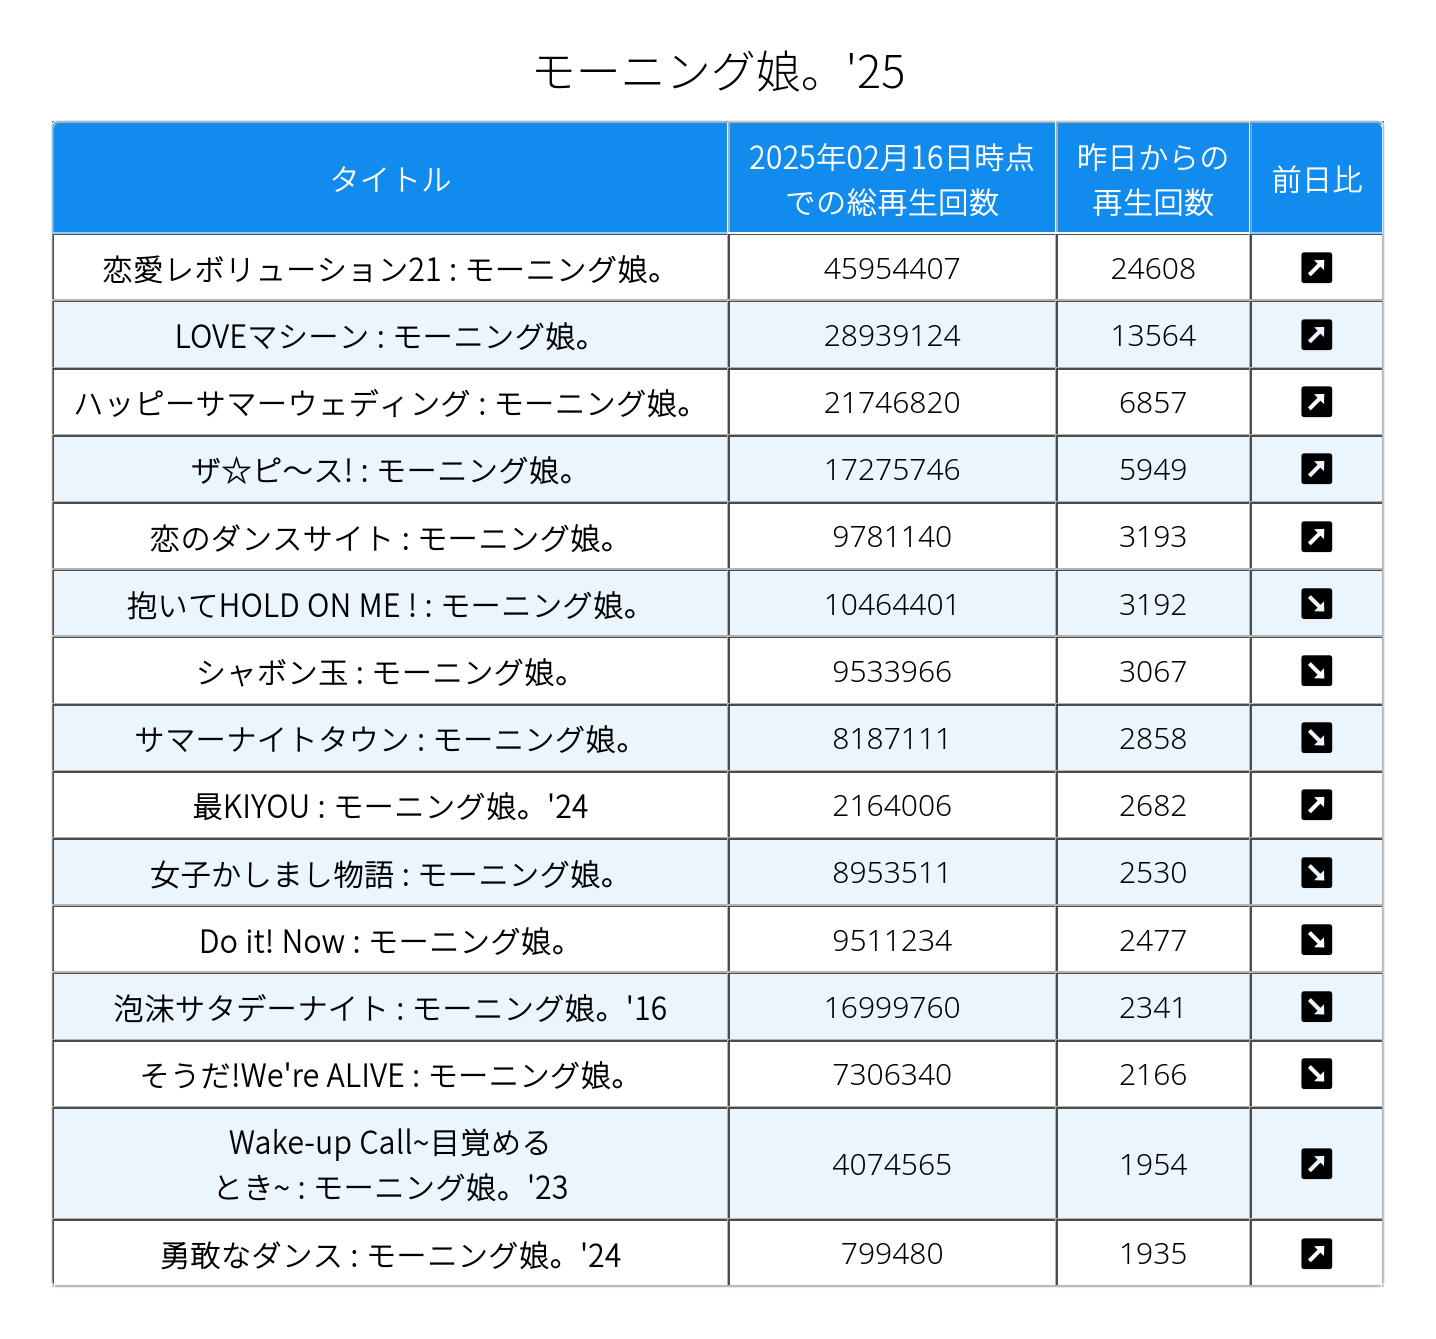 モーニング娘。'25
タイトル
2025年02月16日時点
での総再生回数
昨日からの
再生回数
前日比
恋愛レボリューション21 : モーニング娘。 45954407 24608
LOVEマシーン : モーニング娘。 28939124 13564
ハッピーサマーウェディング : モーニング娘。 21746820 6857
ザ☆ピ〜ス! : モーニング娘。 17275746 5949
恋のダンスサイト : モーニング娘。 9781140 3193
抱いてHOLD ON ME ! : モーニング娘。 10464401 3192
シャボン玉 : モーニング娘。 9533966 3067
サマーナイトタウン : モーニング娘。 8187111 2858
最KIYOU : モーニング娘。'24 2164006 2682
女子かしまし物語 : モーニング娘。 8953511 2530
Do it! Now : モーニング娘。 9511234 2477
泡沫サタデーナイト : モーニング娘。'16 16999760 2341
そうだ!We're ALIVE : モーニング娘。 7306340 2166
Wake-up Call~目覚める
とき~ : モーニング娘。'23 4074565 1954
勇敢なダンス : モーニング娘。'24 799480 1935